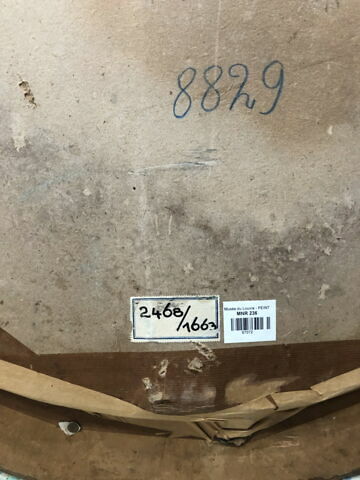 8829
2468/1663
Musée du Louvre - PEINT
MNR 236